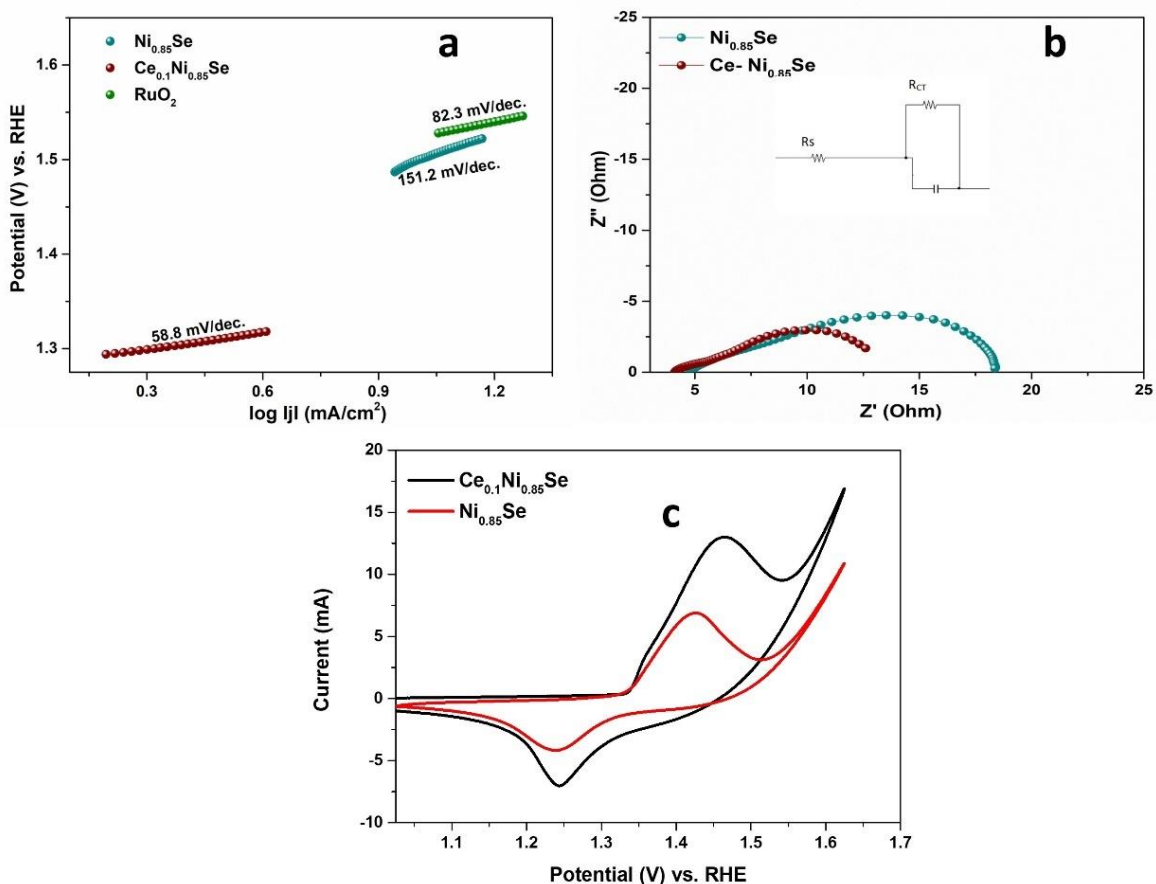 a
Ni₀.₈₅Se
Ce₀.₁Ni₀.₈₅Se
RuO₂
82.3 mV/dec.
151.2 mV/dec.
58.8 mV/dec.
1.6
1.5
1.4
1.3
0.3 0.6 0.9 1.2
Potential (V) vs. RHE
log IjI (mA/cm²)
b
Ni₀.₈₅Se
Ce- Ni₀.₈₅Se
R_CT
Rs
-25
-20
-15
-10
-5
0
5 10 15 20 25
Z'' (Ohm)
Z' (Ohm)
c
Ce₀.₁Ni₀.₈₅Se
Ni₀.₈₅Se
20
15
10
5
0
-5
-10
1.1 1.2 1.3 1.4 1.5 1.6 1.7
Current (mA)
Potential (V) vs. RHE